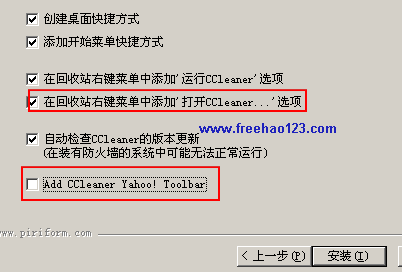 创建桌面快捷方式
添加开始菜单快捷方式
在回收站右键菜单中添加'运行CCleaner'选项
在回收站右键菜单中添加'打开CCleaner...'选项
www.freehao123.com
自动检查CCleaner的版本更新
(在装有防火墙的系统中可能无法正常运行)
Add CCleaner Yahoo! Toolbar
www.piriform.com
< 上一步(P)
安装(I)